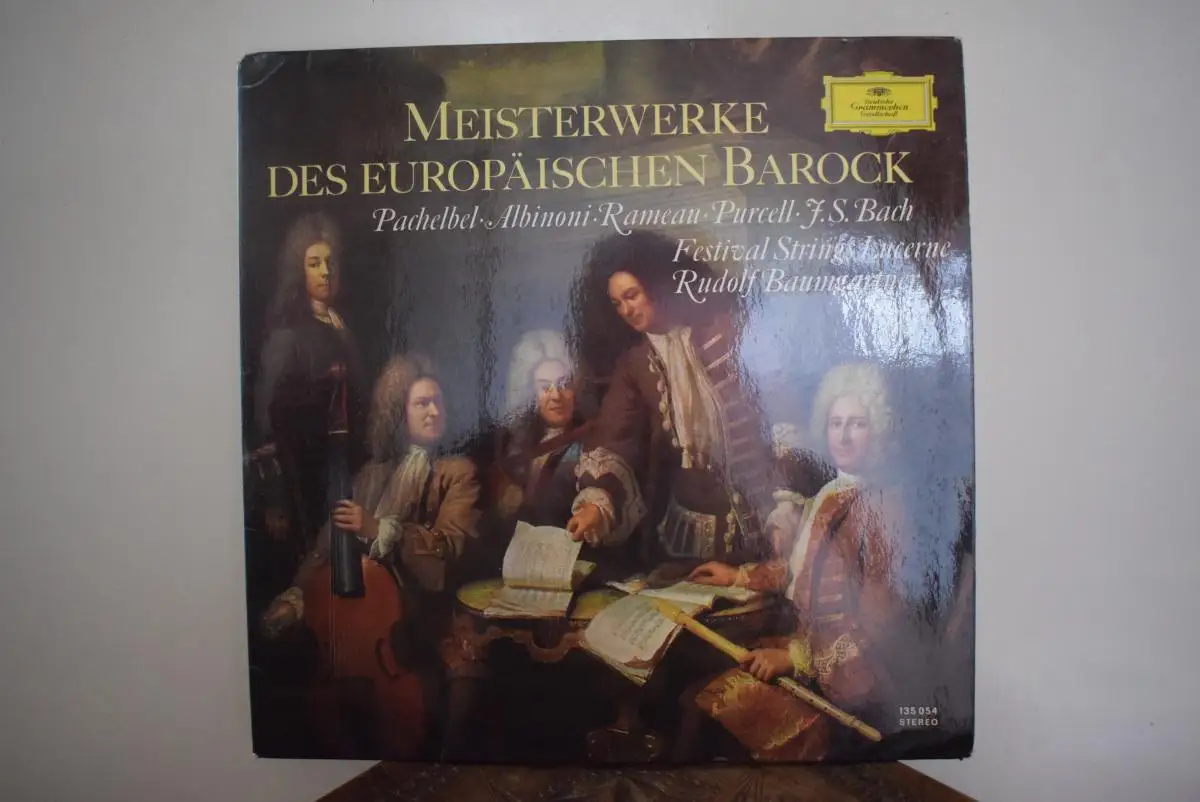 MEISTERWERKE
DES EUROPÄISCHEN BAROCK
Deutsche
Grammophon
Gesellschaft
Pachelbel · Albinoni · Rameau · Purcell · J.S. Bach
Festival Strings Lucerne
Rudolf Baumgartner
135 054
STEREO